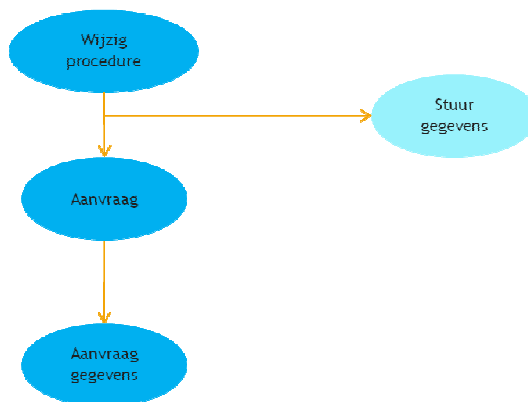 Wijzig
procedure
Stuur
gegevens
Aanvraag
Aanvraag
gegevens